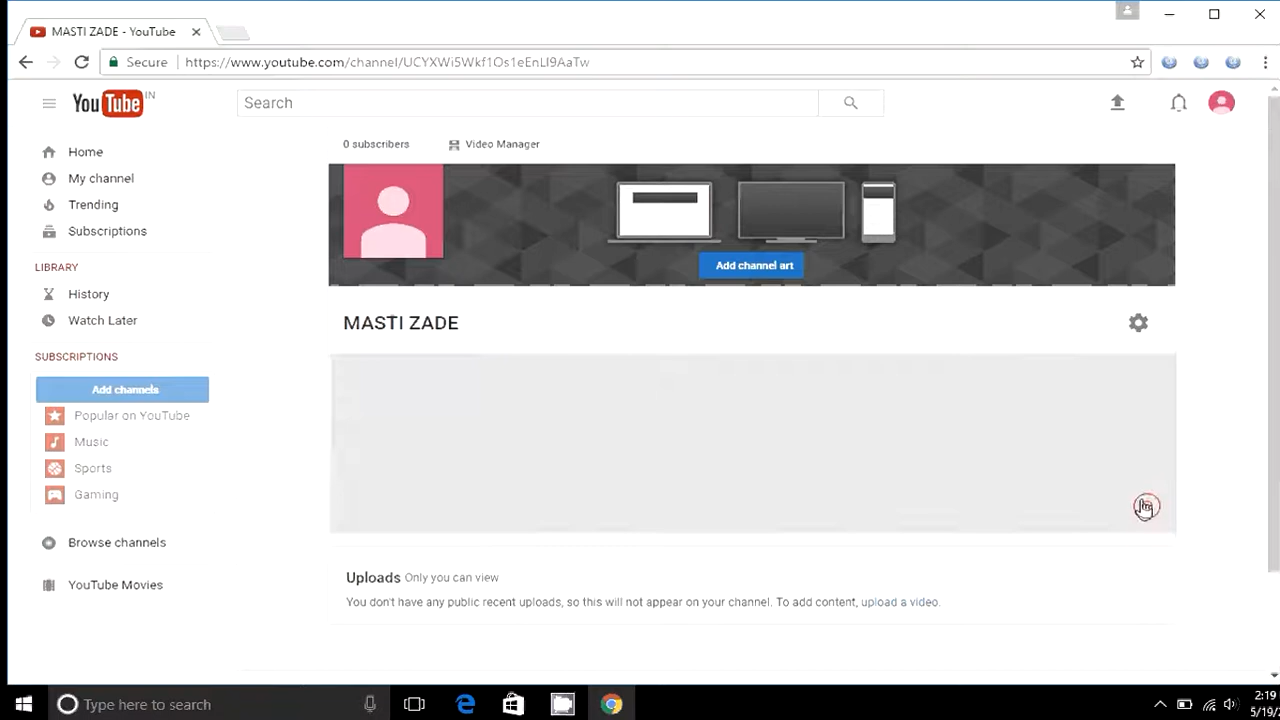 MASTI ZADE - YouTube
Secure https://www.youtube.com/channel/UCYXWi5Wkf1Os1eEnLl9AaTw
YouTube IN
Search
0 subscribers Video Manager
Home
My channel
Trending
Subscriptions
Add channel art
LIBRARY
History
MASTI ZADE
Watch Later
SUBSCRIPTIONS
Add channels
Popular on YouTube
Music
Sports
Gaming
Browse channels
YouTube Movies
Uploads Only you can view
You don't have any public recent uploads, so this will not appear on your channel. To add content, upload a video.
Type here to search
2:19
5/19/2